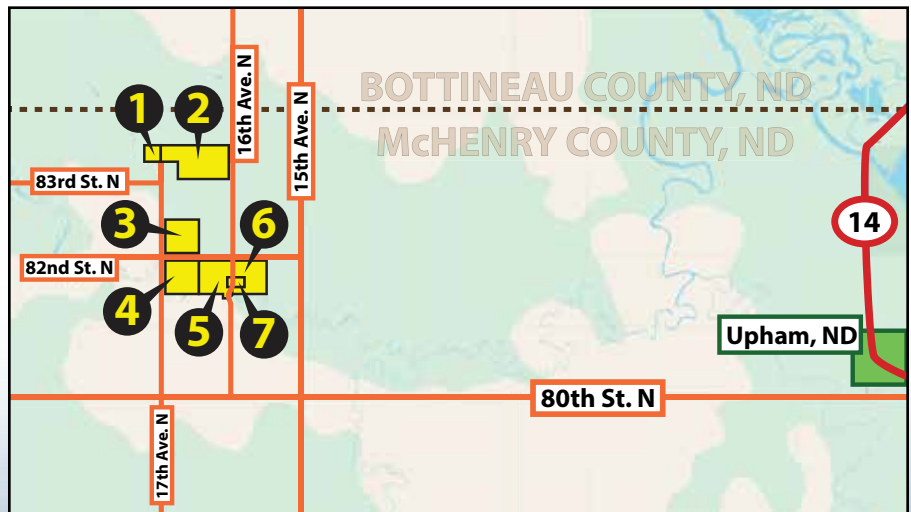 BOTTINEAU COUNTY, ND
McHENRY COUNTY, ND
16th Ave. N
15th Ave. N
1
2
83rd St. N
14
3
6
82nd St. N
4
5
7
Upham, ND
80th St. N
17th Ave. N